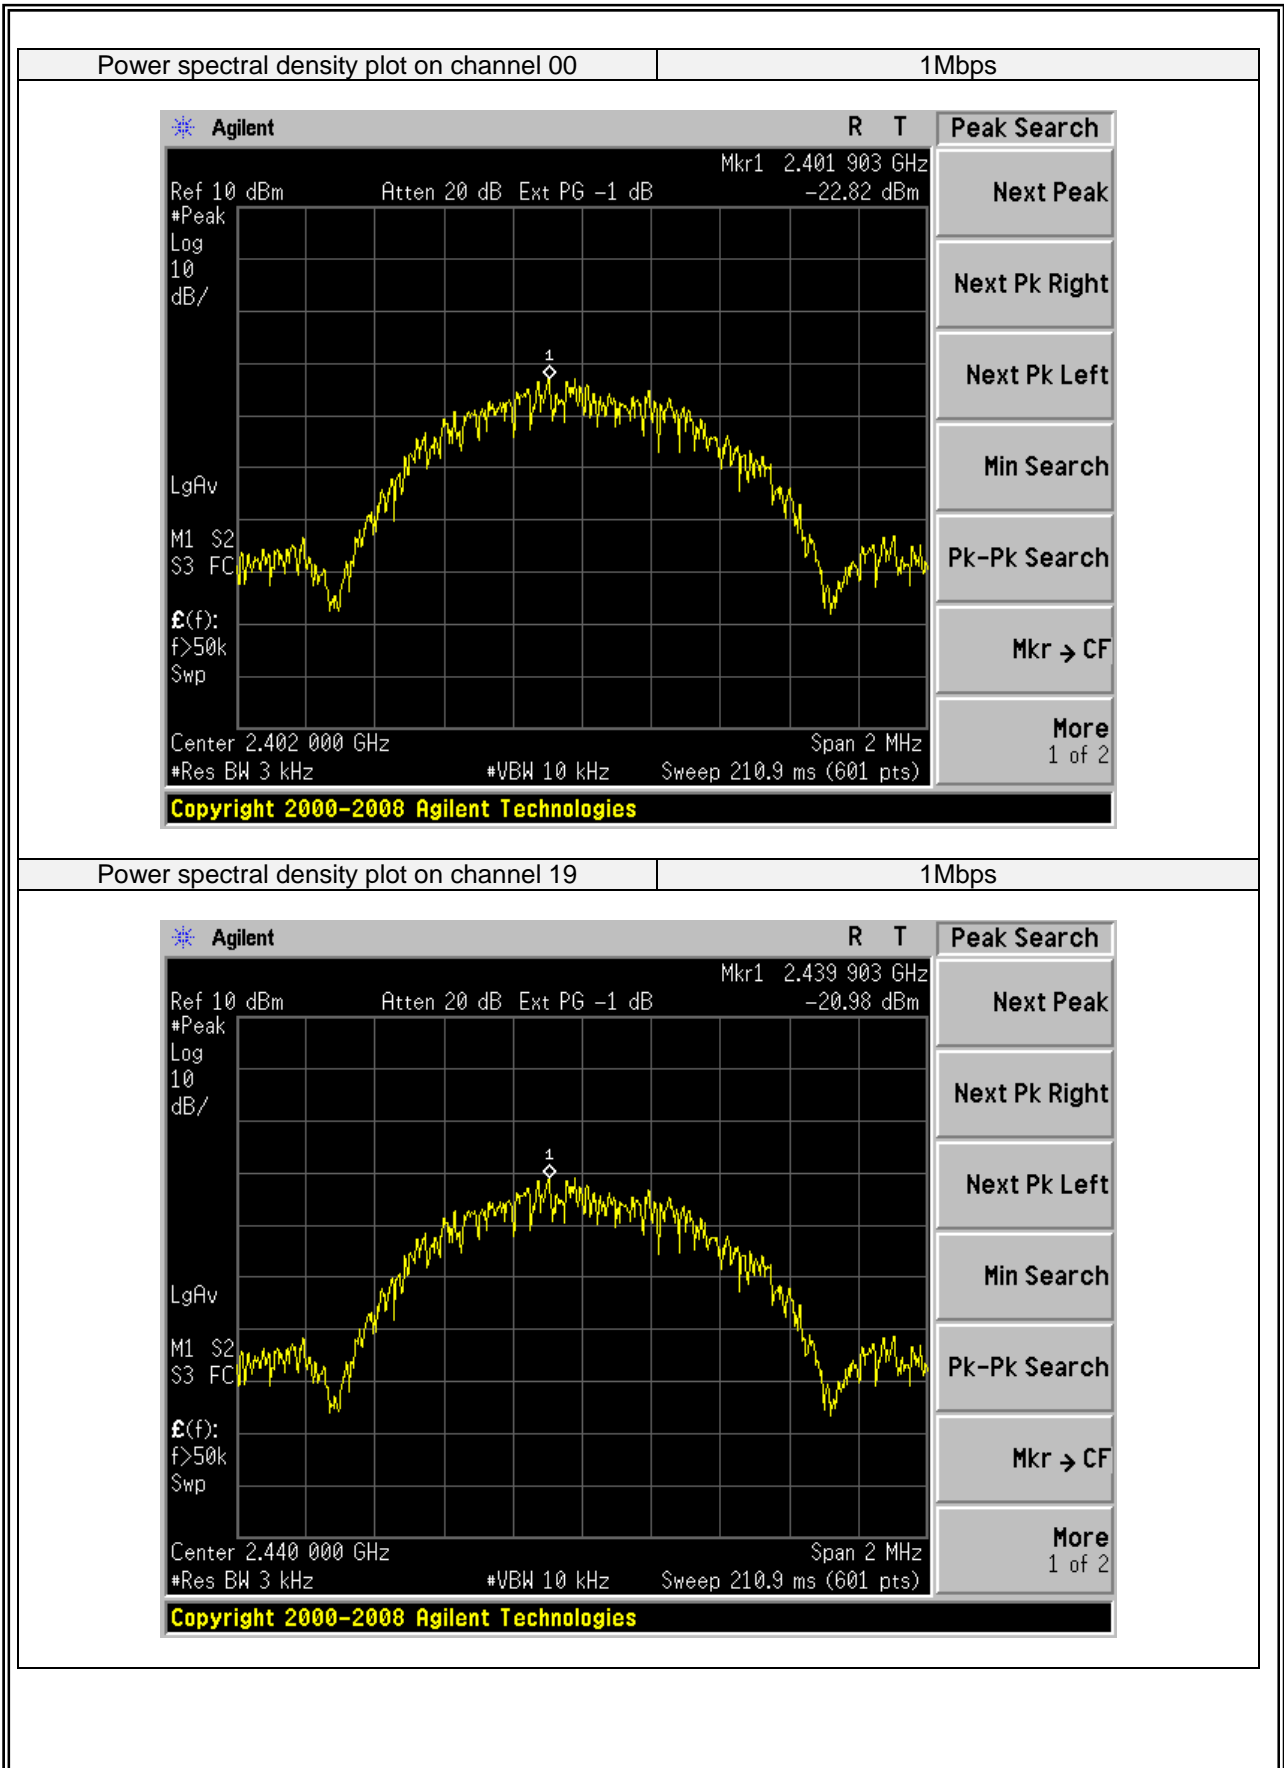 Power spectral density plot on channel 00 1Mbps
Agilent R T Peak Search
Mkr1 2.401 903 GHz
Ref 10 dBm Atten 20 dB Ext PG −1 dB −22.82 dBm
#Peak
Log
10
dB/
1
LgAv
M1 S2
S3 FC
£(f):
f>50k
Swp
Center 2.402 000 GHz Span 2 MHz
#Res BW 3 kHz #VBW 10 kHz Sweep 210.9 ms (601 pts)
Copyright 2000–2008 Agilent Technologies
Next Peak
Next Pk Right
Next Pk Left
Min Search
Pk–Pk Search
Mkr → CF
More
1 of 2
Power spectral density plot on channel 19 1Mbps
Agilent R T Peak Search
Mkr1 2.439 903 GHz
Ref 10 dBm Atten 20 dB Ext PG −1 dB −20.98 dBm
#Peak
Log
10
dB/
1
LgAv
M1 S2
S3 FC
£(f):
f>50k
Swp
Center 2.440 000 GHz Span 2 MHz
#Res BW 3 kHz #VBW 10 kHz Sweep 210.9 ms (601 pts)
Copyright 2000–2008 Agilent Technologies
Next Peak
Next Pk Right
Next Pk Left
Min Search
Pk–Pk Search
Mkr → CF
More
1 of 2